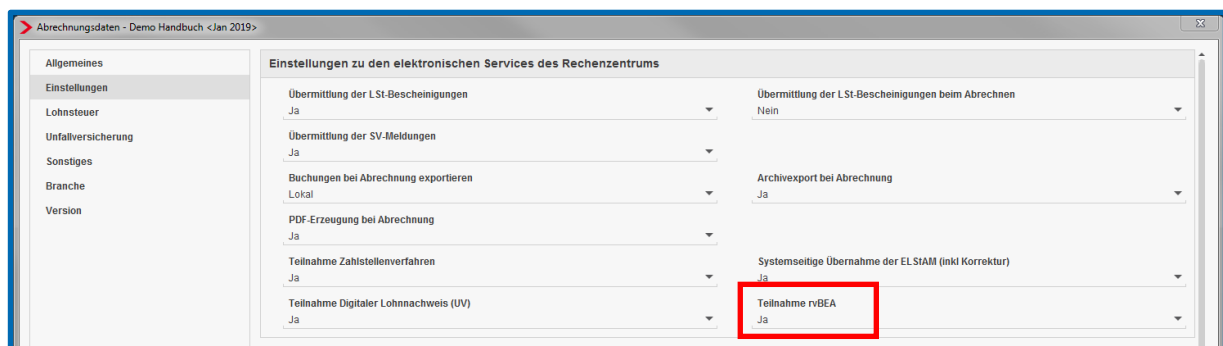 Abrechnungsdaten - Demo Handbuch <Jan 2019>
Allgemeines
Einstellungen
Lohnsteuer
Unfallversicherung
Sonstiges
Branche
Version
Einstellungen zu den elektronischen Services des Rechenzentrums
Übermittlung der LSt-Bescheinigungen
Ja
Übermittlung der LSt-Bescheinigungen beim Abrechnen
Nein
Übermittlung der SV-Meldungen
Ja
Buchungen bei Abrechnung exportieren
Lokal
Archivexport bei Abrechnung
Ja
PDF-Erzeugung bei Abrechnung
Ja
Teilnahme Zahlstellenverfahren
Ja
Systemseitige Übernahme der ELStAM (inkl Korrektur)
Ja
Teilnahme Digitaler Lohnnachweis (UV)
Ja
Teilnahme rvBEA
Ja